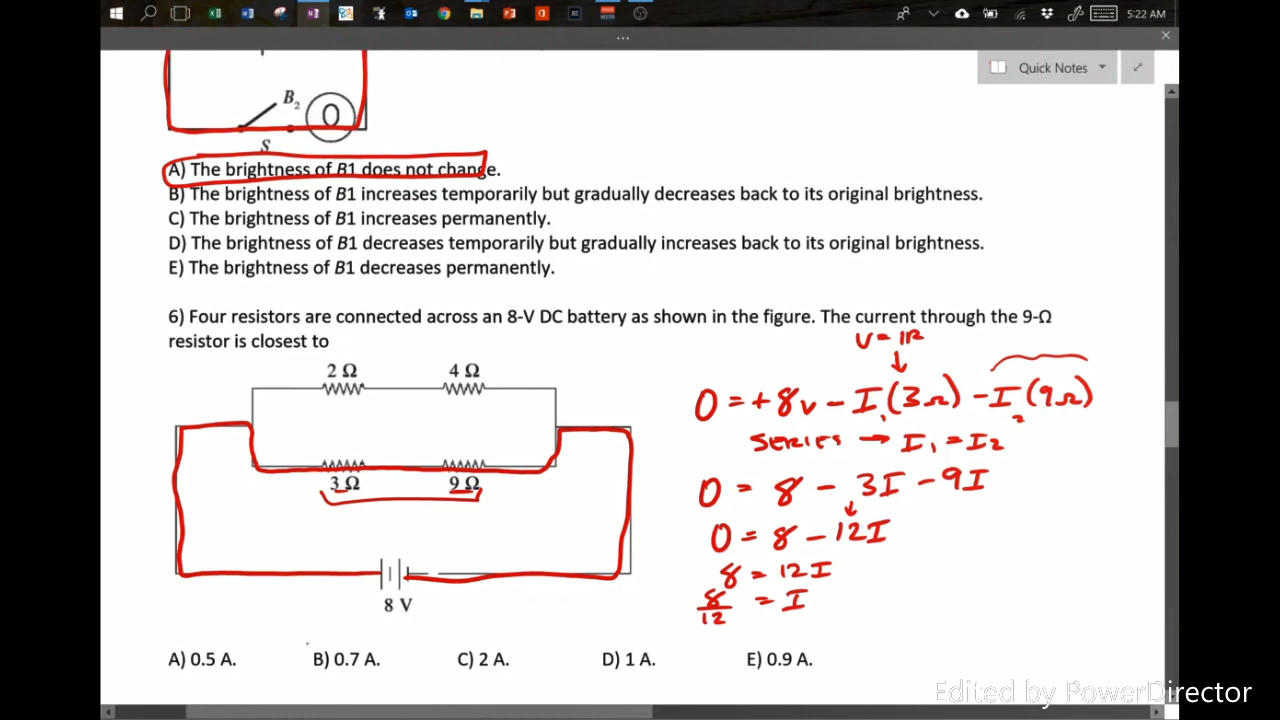 5:22 AM
...
Quick Notes
B2
S
A) The brightness of B1 does not change.
B) The brightness of B1 increases temporarily but gradually decreases back to its original brightness.
C) The brightness of B1 increases permanently.
D) The brightness of B1 decreases temporarily but gradually increases back to its original brightness.
E) The brightness of B1 decreases permanently.
6) Four resistors are connected across an 8-V DC battery as shown in the figure. The current through the 9-Ω
resistor is closest to
V = IR
2 Ω 4 Ω
0 = +8V - I1(3Ω) - I2(9Ω)
SERIES → I1 = I2
3 Ω 9 Ω
0 = 8 - 3I - 9I
0 = 8 - 12I
8 = 12I
8/12 = I
8 V
A) 0.5 A. B) 0.7 A. C) 2 A. D) 1 A. E) 0.9 A.
Edited by PowerDirector